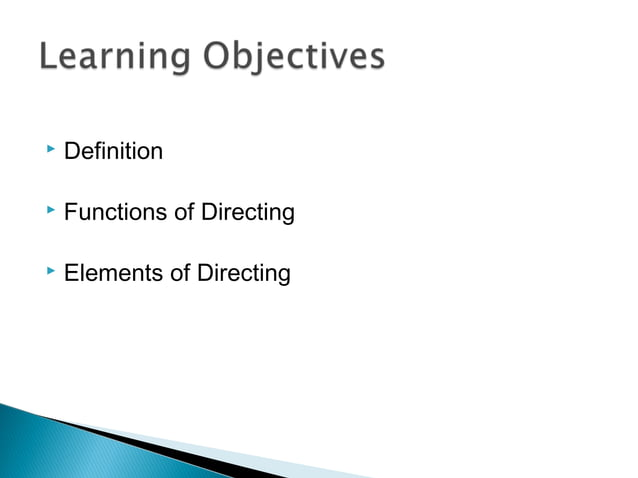 Learning Objectives
Definition
Functions of Directing
Elements of Directing